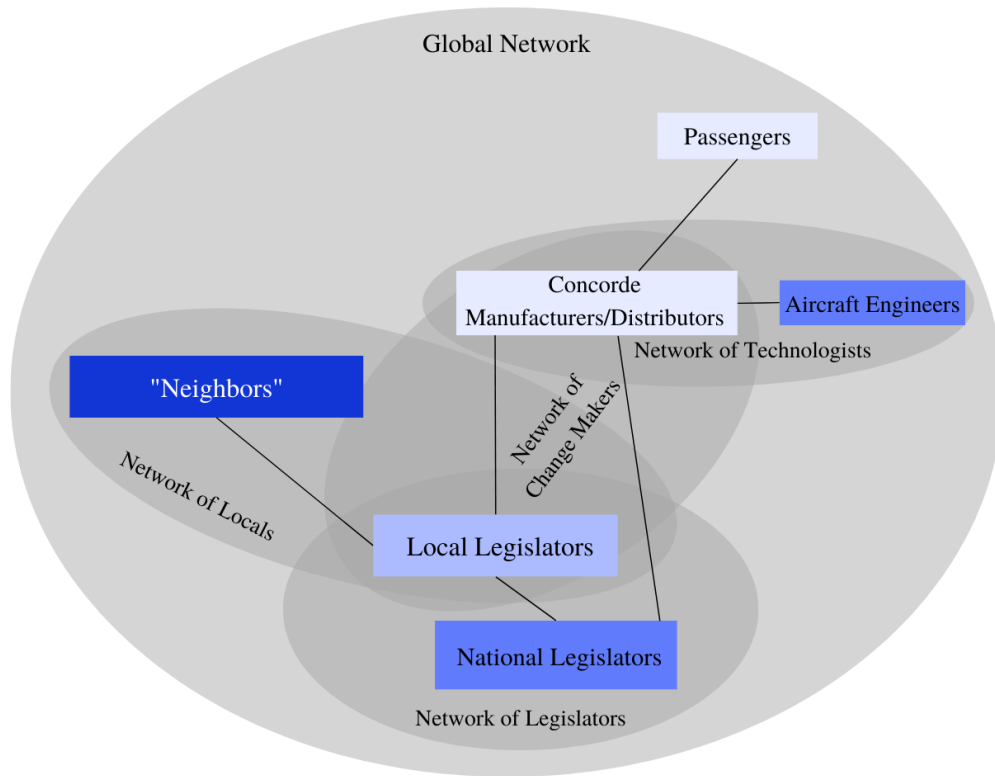 Global Network
Passengers
Concorde
Manufacturers/Distributors
Aircraft Engineers
Network of Technologists
"Neighbors"
Network of
Change Makers
Network of Locals
Local Legislators
National Legislators
Network of Legislators